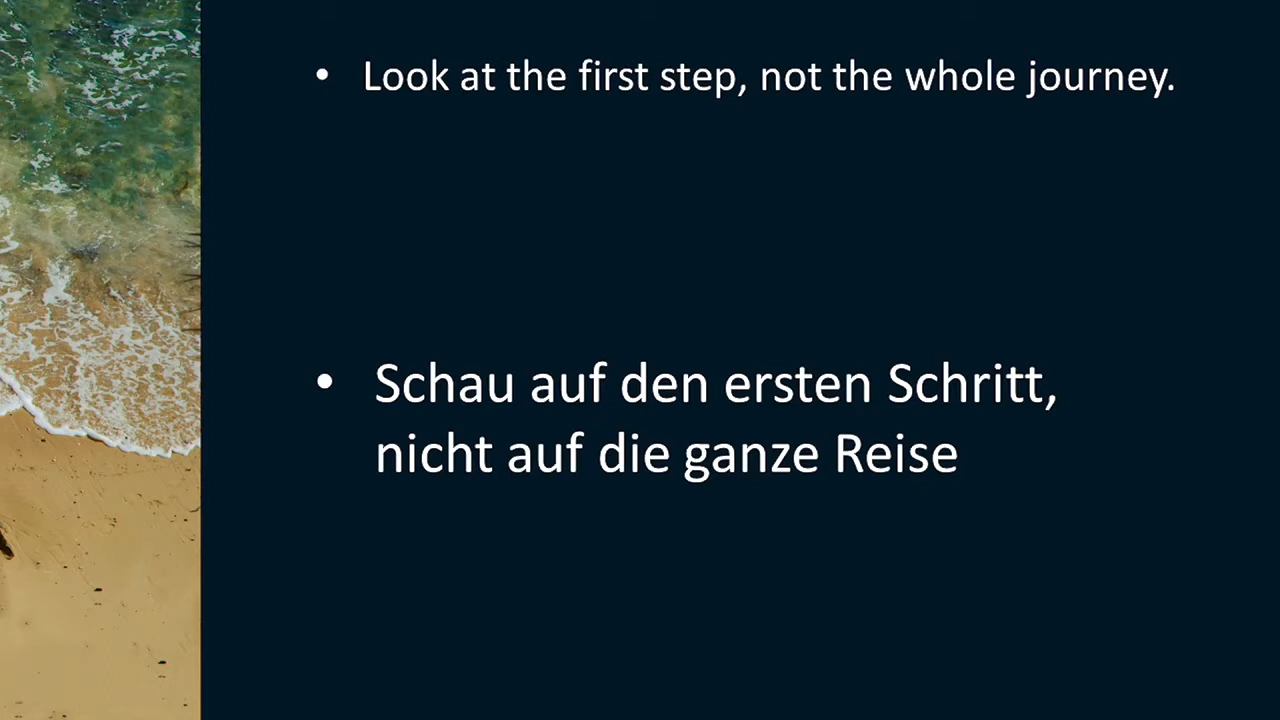 • Look at the first step, not the whole journey.
• Schau auf den ersten Schritt,
nicht auf die ganze Reise